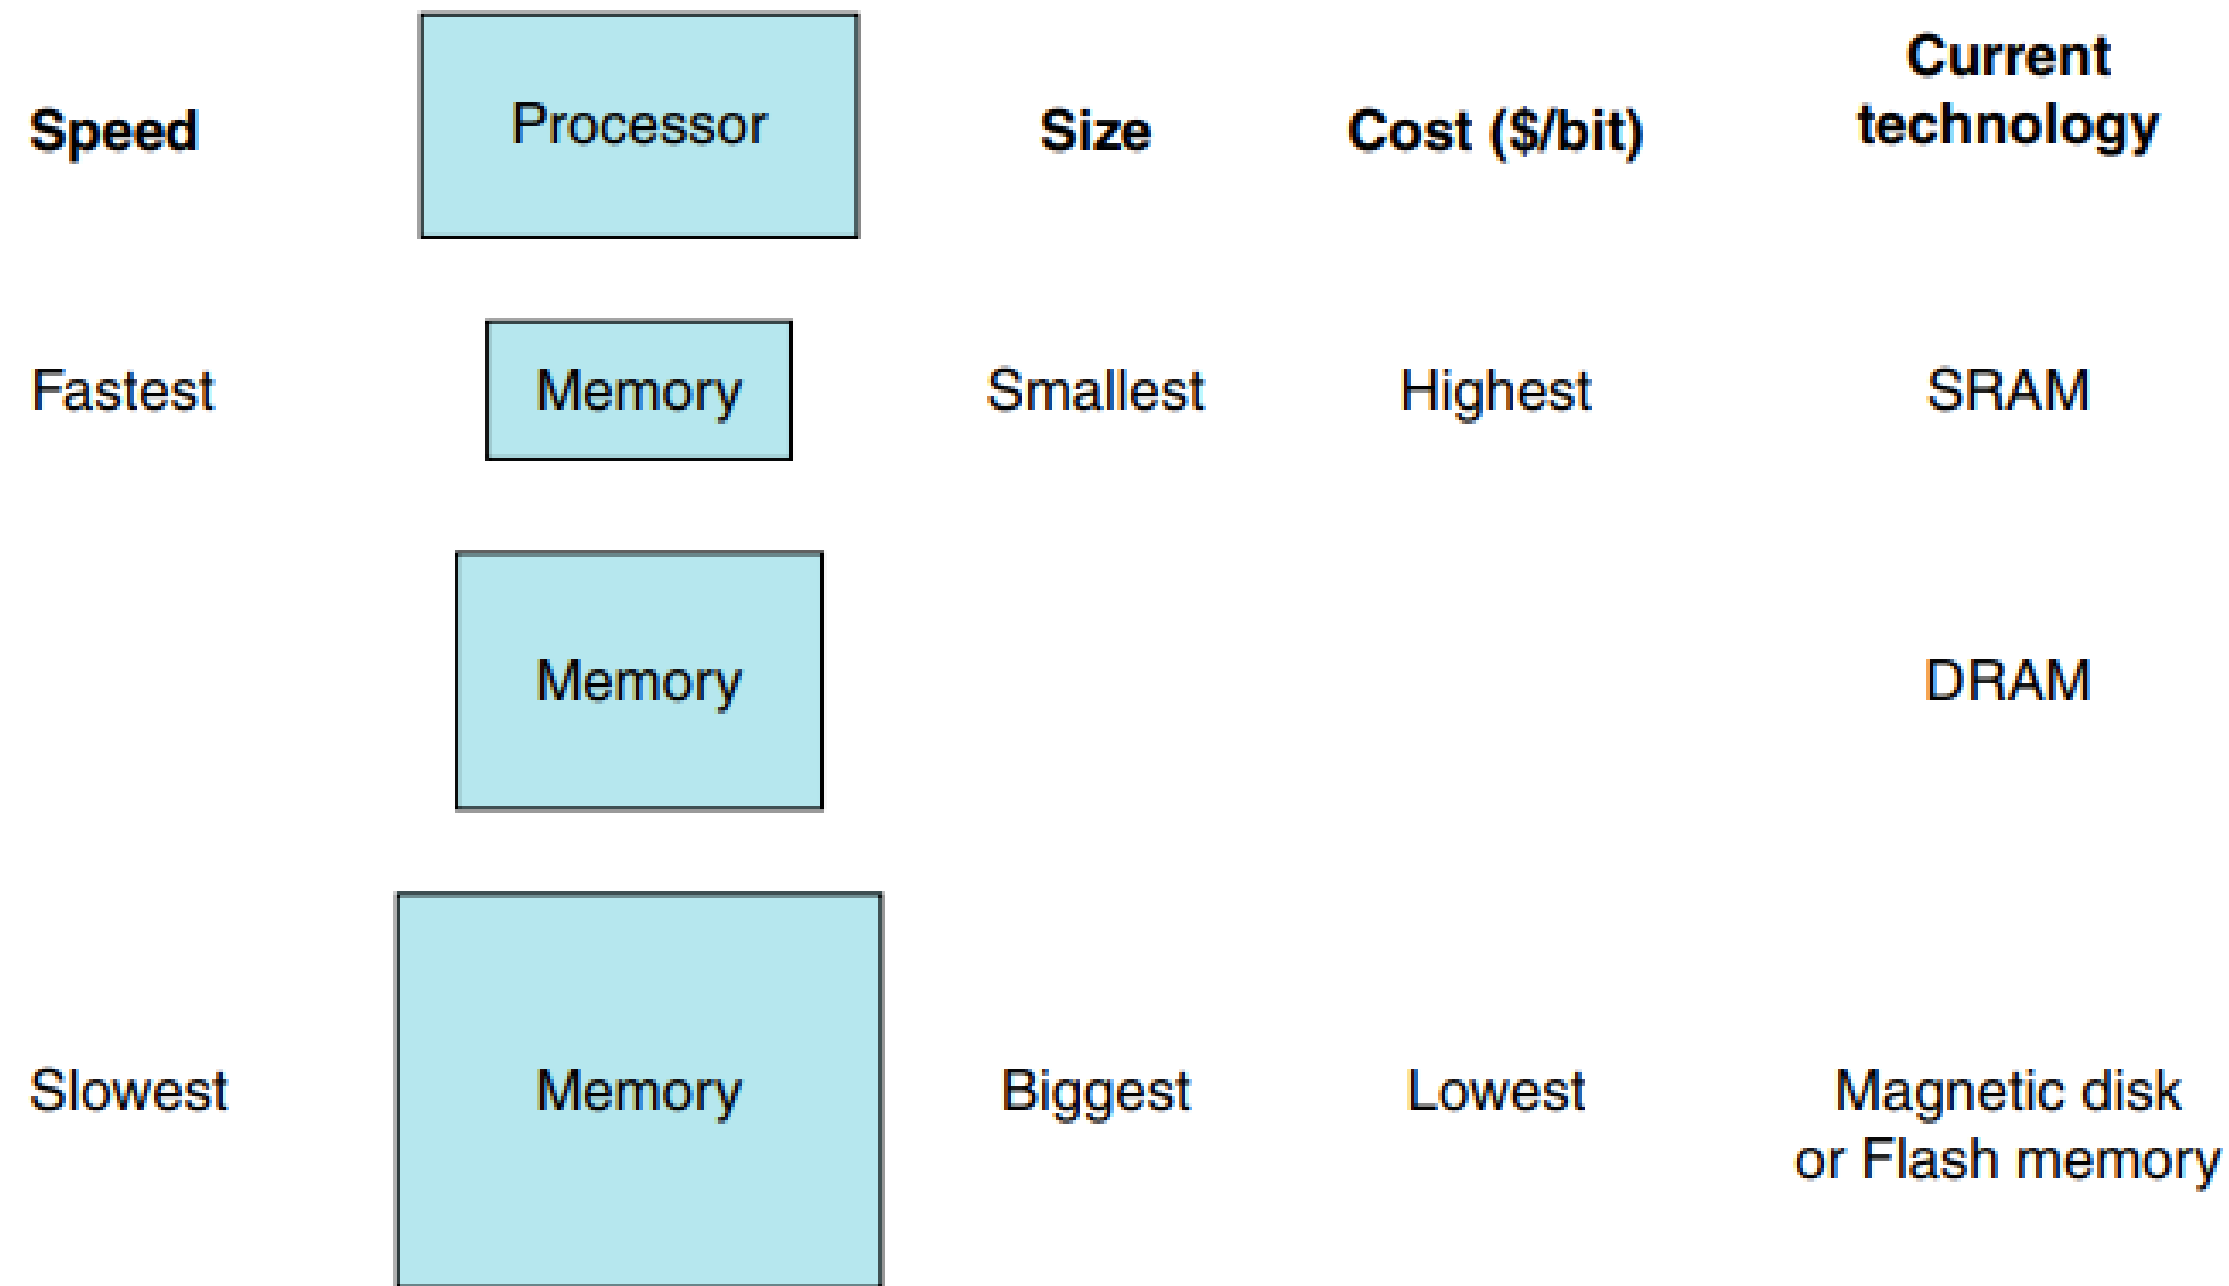 Speed
Processor
Size
Cost ($/bit)
Current
technology
Fastest
Memory
Smallest
Highest
SRAM
Memory
DRAM
Slowest
Memory
Biggest
Lowest
Magnetic disk
or Flash memory